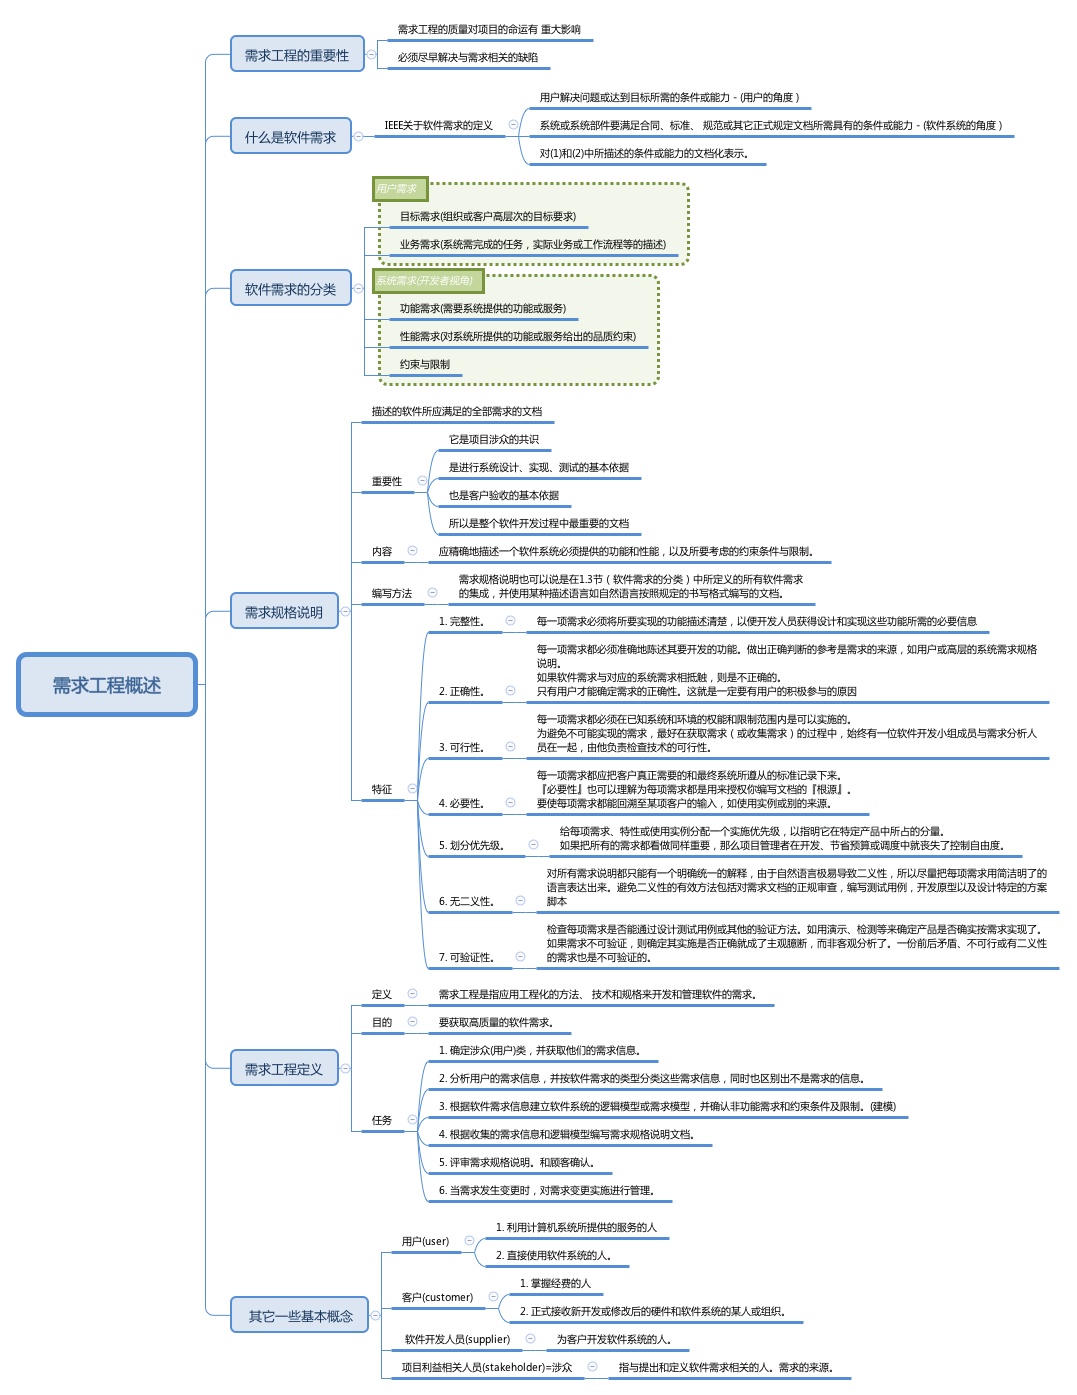 需求工程概述
需求工程的重要性
需求工程的质量对项目的命运有 重大影响
必须尽早解决与需求相关的缺陷
什么是软件需求
IEEE关于软件需求的定义
用户解决问题或达到目标所需的条件或能力 - (用户的角度 )
系统或系统部件要满足合同、标准、 规范或其它正式规定文档所需具有的条件或能力 - (软件系统的角度 )
对(1)和(2)中所描述的条件或能力的文档化表示。
软件需求的分类
用户需求
目标需求(组织或客户高层次的目标要求)
业务需求(系统需完成的任务，实际业务或工作流程等的描述)
系统需求(开发者视角)
功能需求(需要系统提供的功能或服务)
性能需求(对系统所提供的功能或服务给出的品质约束)
约束与限制
需求规格说明
描述的软件所应满足的全部需求的文档
重要性
它是项目涉众的共识
是进行系统设计、实现、测试的基本依据
也是客户验收的基本依据
所以是整个软件开发过程中最重要的文档
内容
应精确地描述一个软件系统必须提供的功能和性能，以及所要考虑的约束条件与限制。
编写方法
需求规格说明也可以说是在1.3节（软件需求的分类）中所定义的所有软件需求
的集成，并使用某种描述语言如自然语言按照规定的书写格式编写的文档。
特征
1. 完整性。
每一项需求必须将所要实现的功能描述清楚，以便开发人员获得设计和实现这些功能所需的必要信息
2. 正确性。
每一项需求都必须准确地陈述其要开发的功能。做出正确判断的参考是需求的来源，如用户或高层的系统需求规格
说明。
如果软件需求与对应的系统需求相抵触，则是不正确的。
只有用户才能确定需求的正确性。这就是一定要有用户的积极参与的原因
3. 可行性。
每一项需求都必须在已知系统和环境的权能和限制范围内是可以实施的。
为避免不可能实现的需求，最好在获取需求（或收集需求）的过程中，始终有一位软件开发小组成员与需求分析人
员在一起，由他负责检查技术的可行性。
4. 必要性。
每一项需求都应把客户真正需要的和最终系统所遵从的标准记录下来。
『必要性』也可以理解为每项需求都是用来授权你编写文档的『根源』。
要使每项需求都能回溯至某项客户的输入，如使用实例或别的来源。
5. 划分优先级。
给每项需求、特性或使用实例分配一个实施优先级，以指明它在特定产品中所占的分量。
如果把所有的需求都看做同样重要，那么项目管理者在开发、节省预算或调度中就丧失了控制自由度。
6. 无二义性。
对所有需求说明都只能有一个明确统一的解释，由于自然语言极易导致二义性，所以尽量把每项需求用简洁明了的
语言表达出来。避免二义性的有效方法包括对需求文档的正规审查，编写测试用例，开发原型以及设计特定的方案
脚本
7. 可验证性。
检查每项需求是否能通过设计测试用例或其他的验证方法。如用演示、检测等来确定产品是否确实按需求实现了。
如果需求不可验证，则确定其实施是否正确就成了主观臆断，而非客观分析了。一份前后矛盾、不可行或有二义性
的需求也是不可验证的。
需求工程定义
定义
需求工程是指应用工程化的方法、 技术和规格来开发和管理软件的需求。
目的
要获取高质量的软件需求。
任务
1. 确定涉众(用户)类，并获取他们的需求信息。
2. 分析用户的需求信息，并按软件需求的类型分类这些需求信息，同时也区别出不是需求的信息。
3. 根据软件需求信息建立软件系统的逻辑模型或需求模型，并确认非功能需求和约束条件及限制。(建模)
4. 根据收集的需求信息和逻辑模型编写需求规格说明文档。
5. 评审需求规格说明。和顾客确认。
6. 当需求发生变更时，对需求变更实施进行管理。
其它一些基本概念
用户(user)
1. 利用计算机系统所提供的服务的人
2. 直接使用软件系统的人。
客户(customer)
1. 掌握经费的人
2. 正式接收新开发或修改后的硬件和软件系统的某人或组织。
软件开发人员(supplier)
为客户开发软件系统的人。
项目利益相关人员(stakeholder)=涉众
指与提出和定义软件需求相关的人。需求的来源。